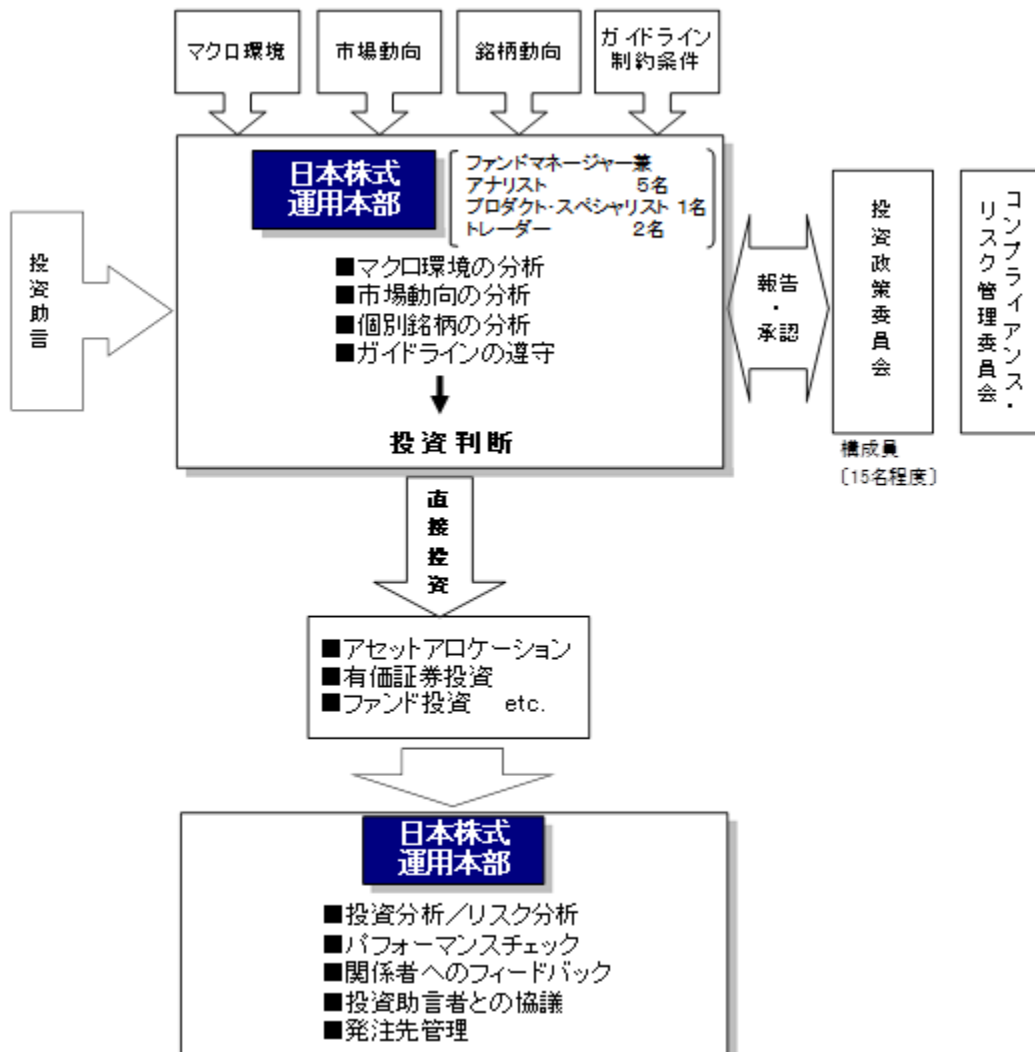 マクロ環境
市場動向
銘柄動向
ガイドライン
制約条件
日本株式
運用本部
ファンドマネージャー兼
アナリスト 5名
プロダクト・スペシャリスト 1名
トレーダー 2名
投資助言
■マクロ環境の分析
■市場動向の分析
■個別銘柄の分析
■ガイドラインの遵守
投資判断
報告
・
承認
投資政策委員会
構成員
〔15名程度〕
コンプライアンス・
リスク管理委員会
直接投資
■アセットアロケーション
■有価証券投資
■ファンド投資 etc.
日本株式
運用本部
■投資分析/リスク分析
■パフォーマンスチェック
■関係者へのフィードバック
■投資助言者との協議
■発注先管理